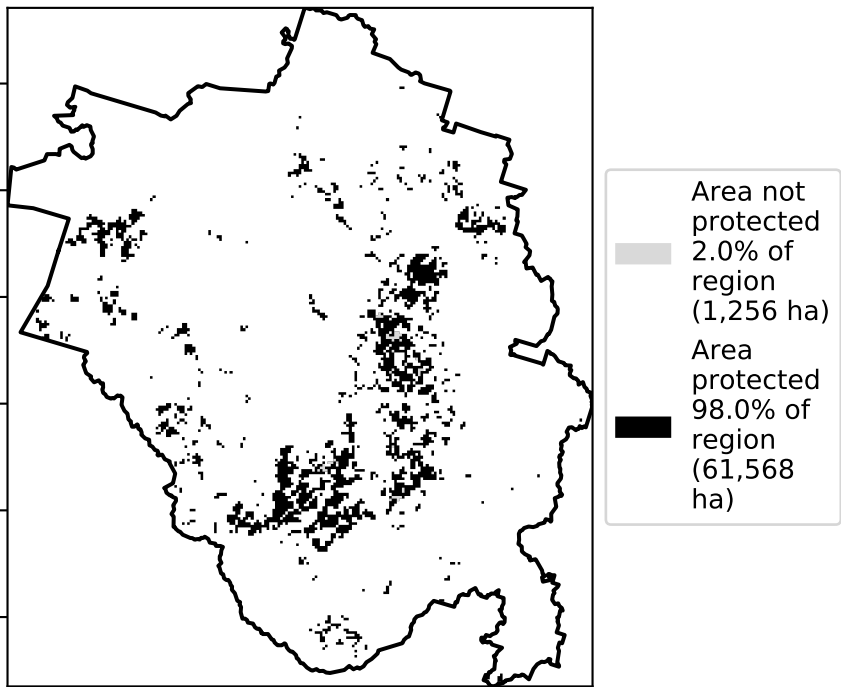 Area not
protected
2.0% of
region
(1,256 ha)
Area
protected
98.0% of
region
(61,568
ha)